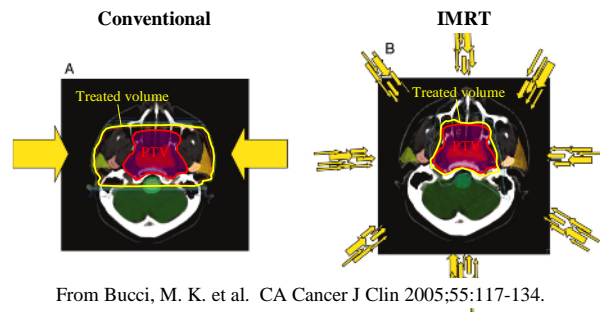 Conventional
IMRT
A
Treated volume
PTV
B
Treated volume
PTV
From Bucci, M. K. et al. CA Cancer J Clin 2005;55:117-134.